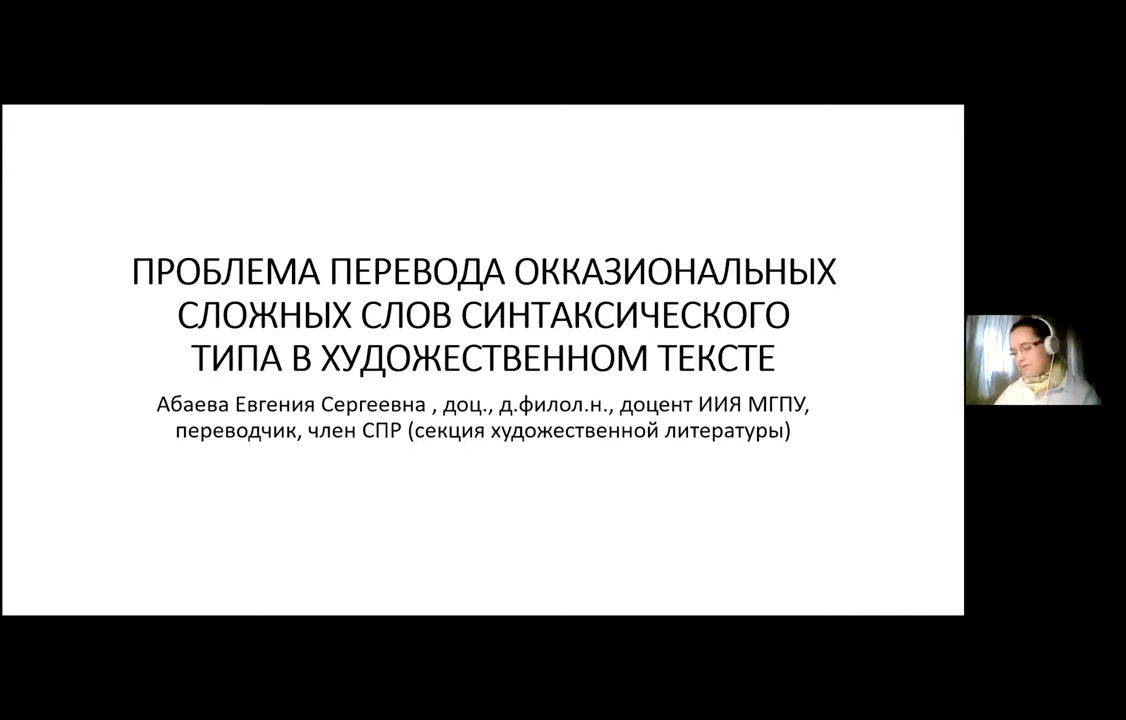 ПРОБЛЕМА ПЕРЕВОДА ОККАЗИОНАЛЬНЫХ
СЛОЖНЫХ СЛОВ СИНТАКСИЧЕСКОГО
ТИПА В ХУДОЖЕСТВЕННОМ ТЕКСТЕ
Абаева Евгения Сергеевна , доц., д.филол.н., доцент ИИЯ МГПУ,
переводчик, член СПР (секция художественной литературы)